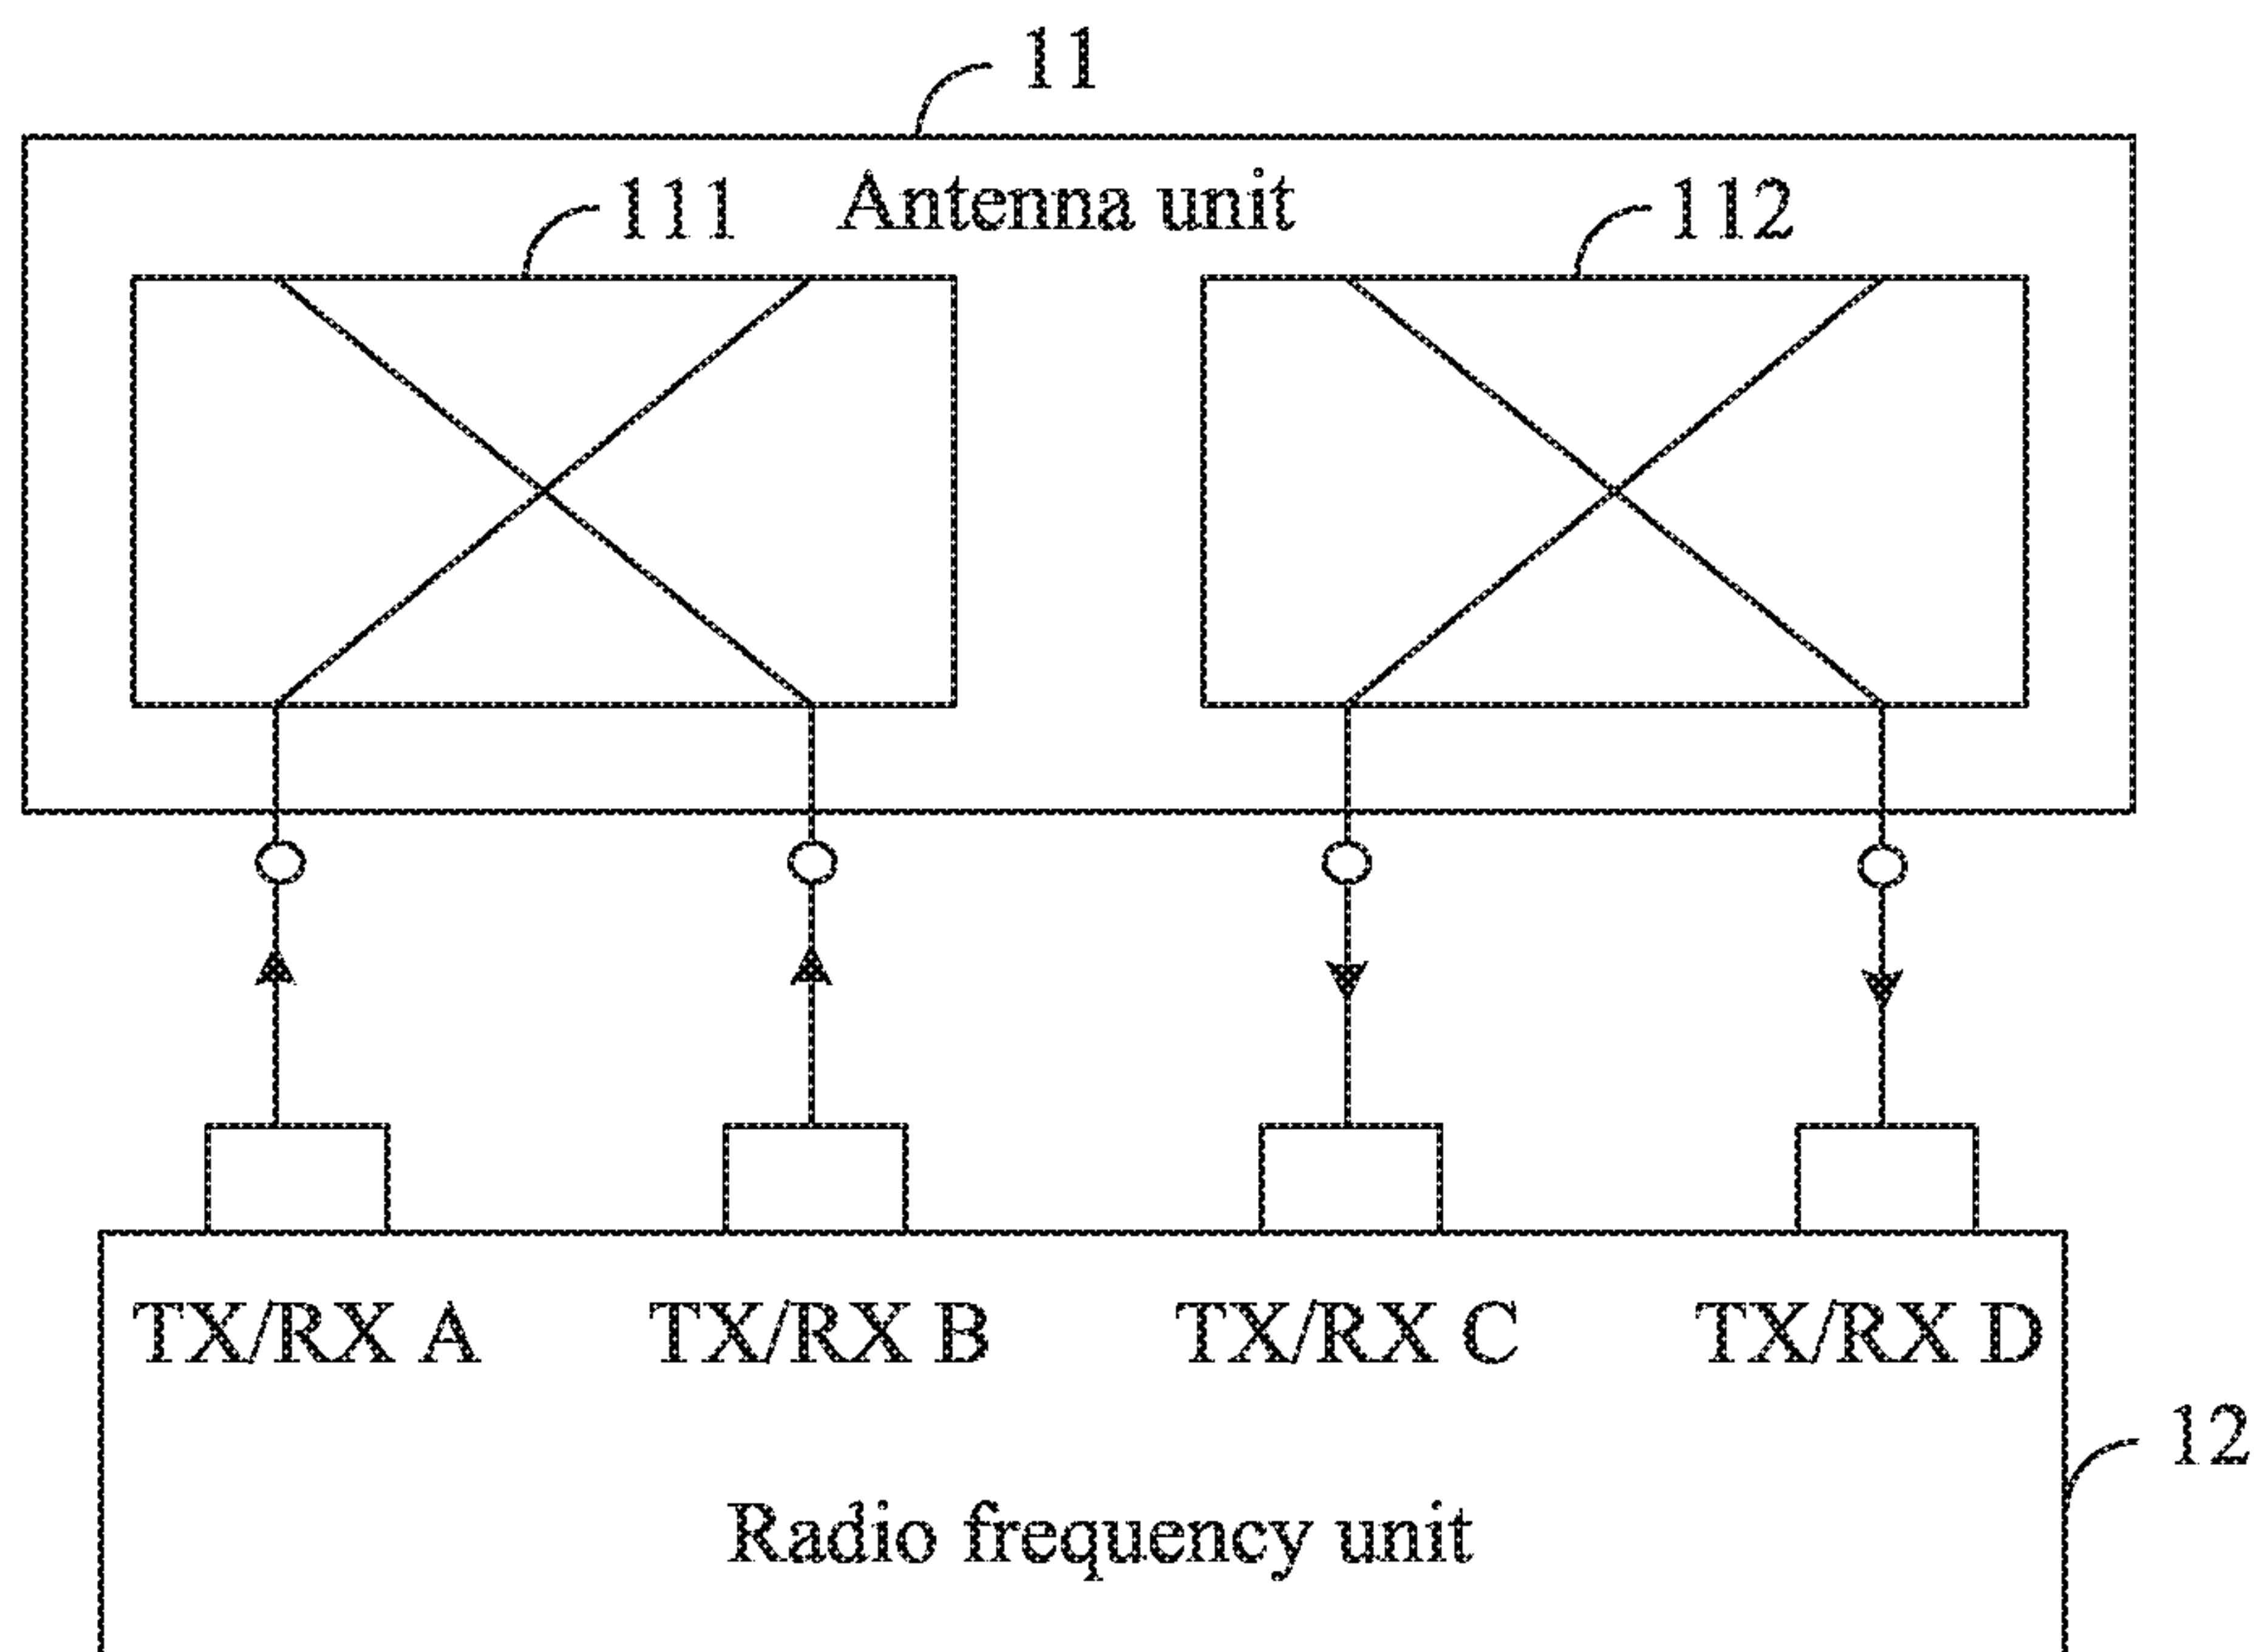 11
Antenna unit
111
112
TX/RX A
TX/RX B
TX/RX C
TX/RX D
12
Radio frequency unit